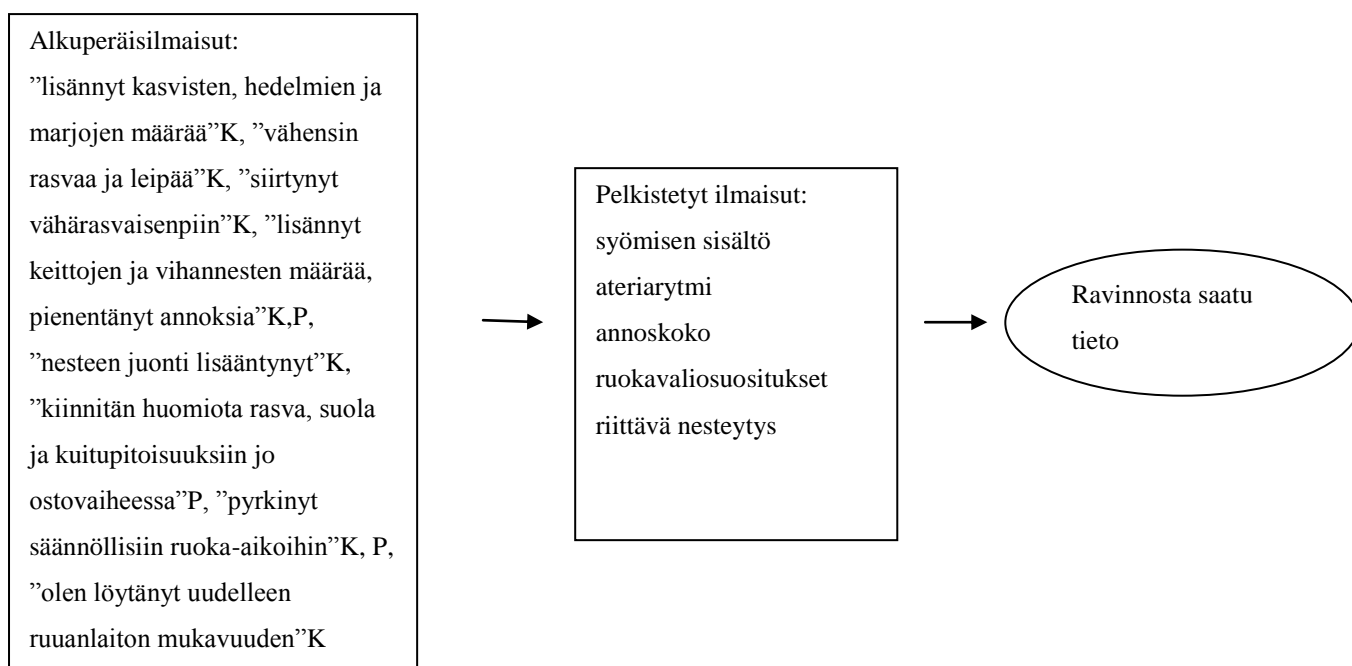 Alkuperäisilmaisut:
”lisännyt kasvisten, hedelmien ja
marjojen määrää”K, ”vähensin
rasvaa ja leipää”K, ”siirtynyt
vähärasvaisenpiin”K, ”lisännyt
keittojen ja vihannesten määrää,
pienentänyt annoksia”K,P,
”nesteen juonti lisääntynyt”K,
”kiinnitän huomiota rasva, suola
ja kuitupitoisuuksiin jo
ostovaiheessa”P, ”pyrkinyt
säännöllisiin ruoka-aikoihin”K, P,
”olen löytänyt uudelleen
ruuanlaiton mukavuuden”K
Pelkistetyt ilmaisut:
syömisen sisältö
ateriarytmi
annoskoko
ruokavaliosuositukset
riittävä nesteytys
Ravinnosta saatu
tieto